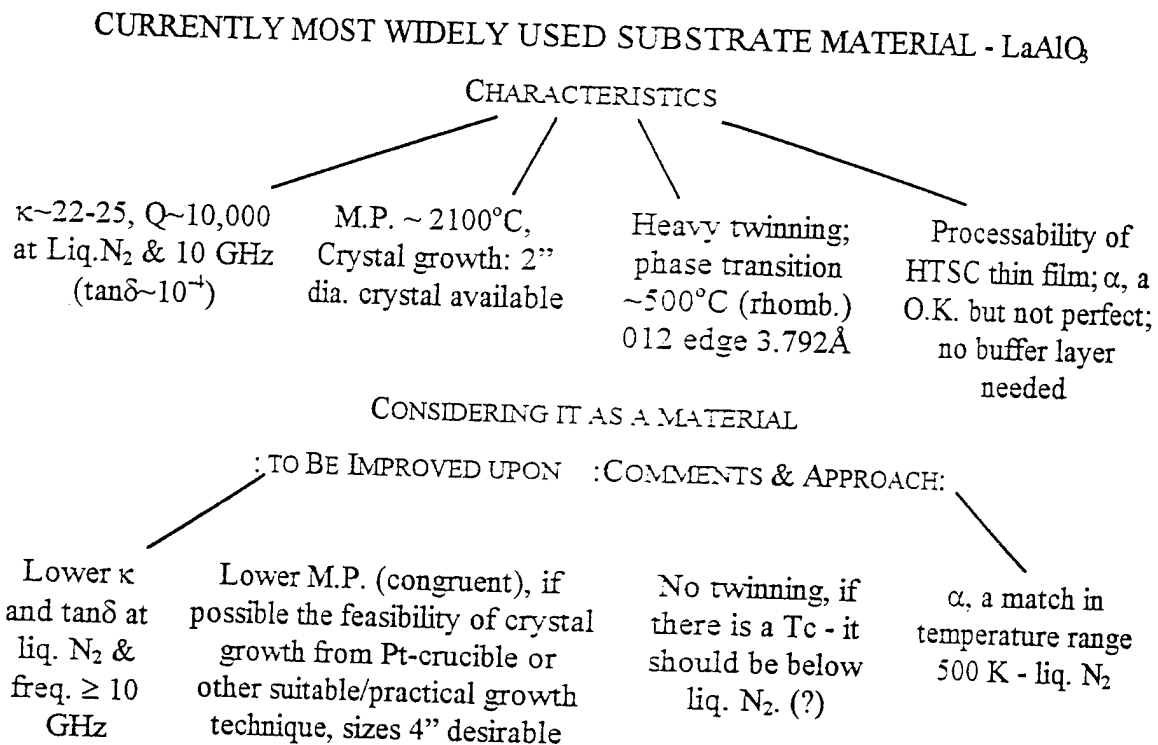 CURRENTLY MOST WIDELY USED SUBSTRATE MATERIAL - LaAlO₃
CHARACTERISTICS
κ~22-25, Q~10,000
at Liq.N₂ & 10 GHz
(tanδ~10⁻⁴)
M.P. ~ 2100°C,
Crystal growth: 2”
dia. crystal available
Heavy twinning;
phase transition
~500°C (rhomb.)
012 edge 3.792Å
Processability of
HTSC thin film; α, a
O.K. but not perfect;
no buffer layer
needed
CONSIDERING IT AS A MATERIAL
: TO BE IMPROVED UPON :COMMENTS & APPROACH:
Lower κ
and tanδ at
liq. N₂ &
freq. ≥ 10
GHz
Lower M.P. (congruent), if
possible the feasibility of crystal
growth from Pt-crucible or
other suitable/practical growth
technique, sizes 4” desirable
No twinning, if
there is a Tc - it
should be below
liq. N₂. (?)
α, a match in
temperature range
500 K - liq. N₂